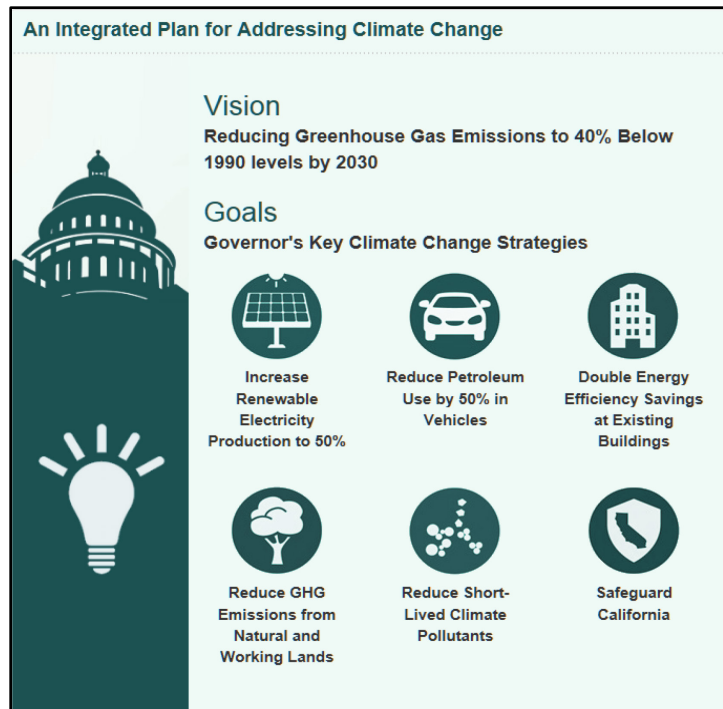 An Integrated Plan for Addressing Climate Change
Vision
Reducing Greenhouse Gas Emissions to 40% Below
1990 levels by 2030
Goals
Governor's Key Climate Change Strategies
Increase
Renewable
Electricity
Production to 50%
Reduce Petroleum
Use by 50% in
Vehicles
Double Energy
Efficiency Savings
at Existing
Buildings
Reduce GHG
Emissions from
Natural and
Working Lands
Reduce Short-
Lived Climate
Pollutants
Safeguard
California